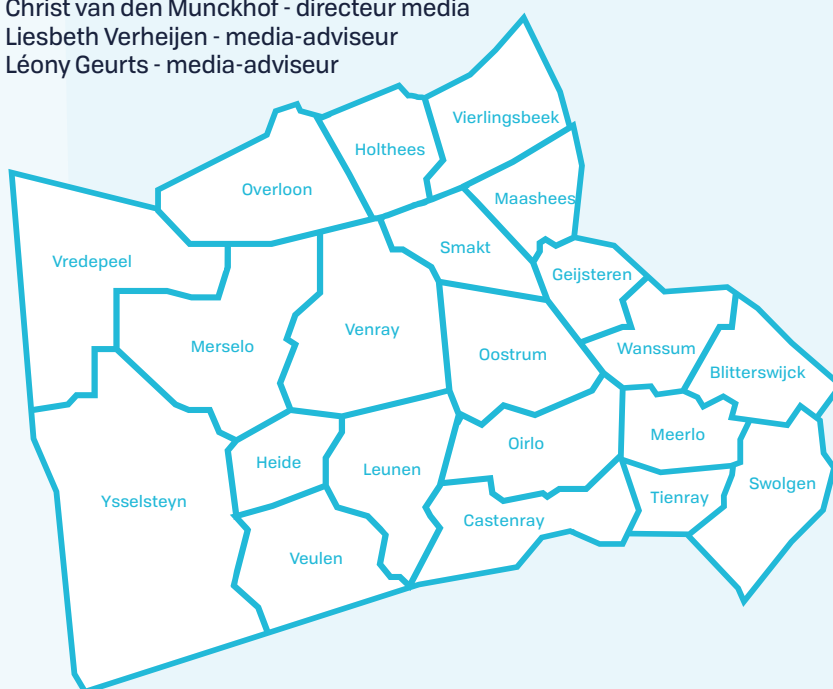 Christ van den Munckhof - directeur media
Liesbeth Verheijen - media-adviseur
Léony Geurts - media-adviseur
Vierlingsbeek
Holthees
Overloon
Maashees
Smakt
Vredepeel
Geijsteren
Venray
Merselo
Oostrum
Wanssum
Blitterswijck
Meerlo
Oirlo
Heide
Leunen
Swolgen
Tienray
Ysselsteyn
Castenray
Veulen